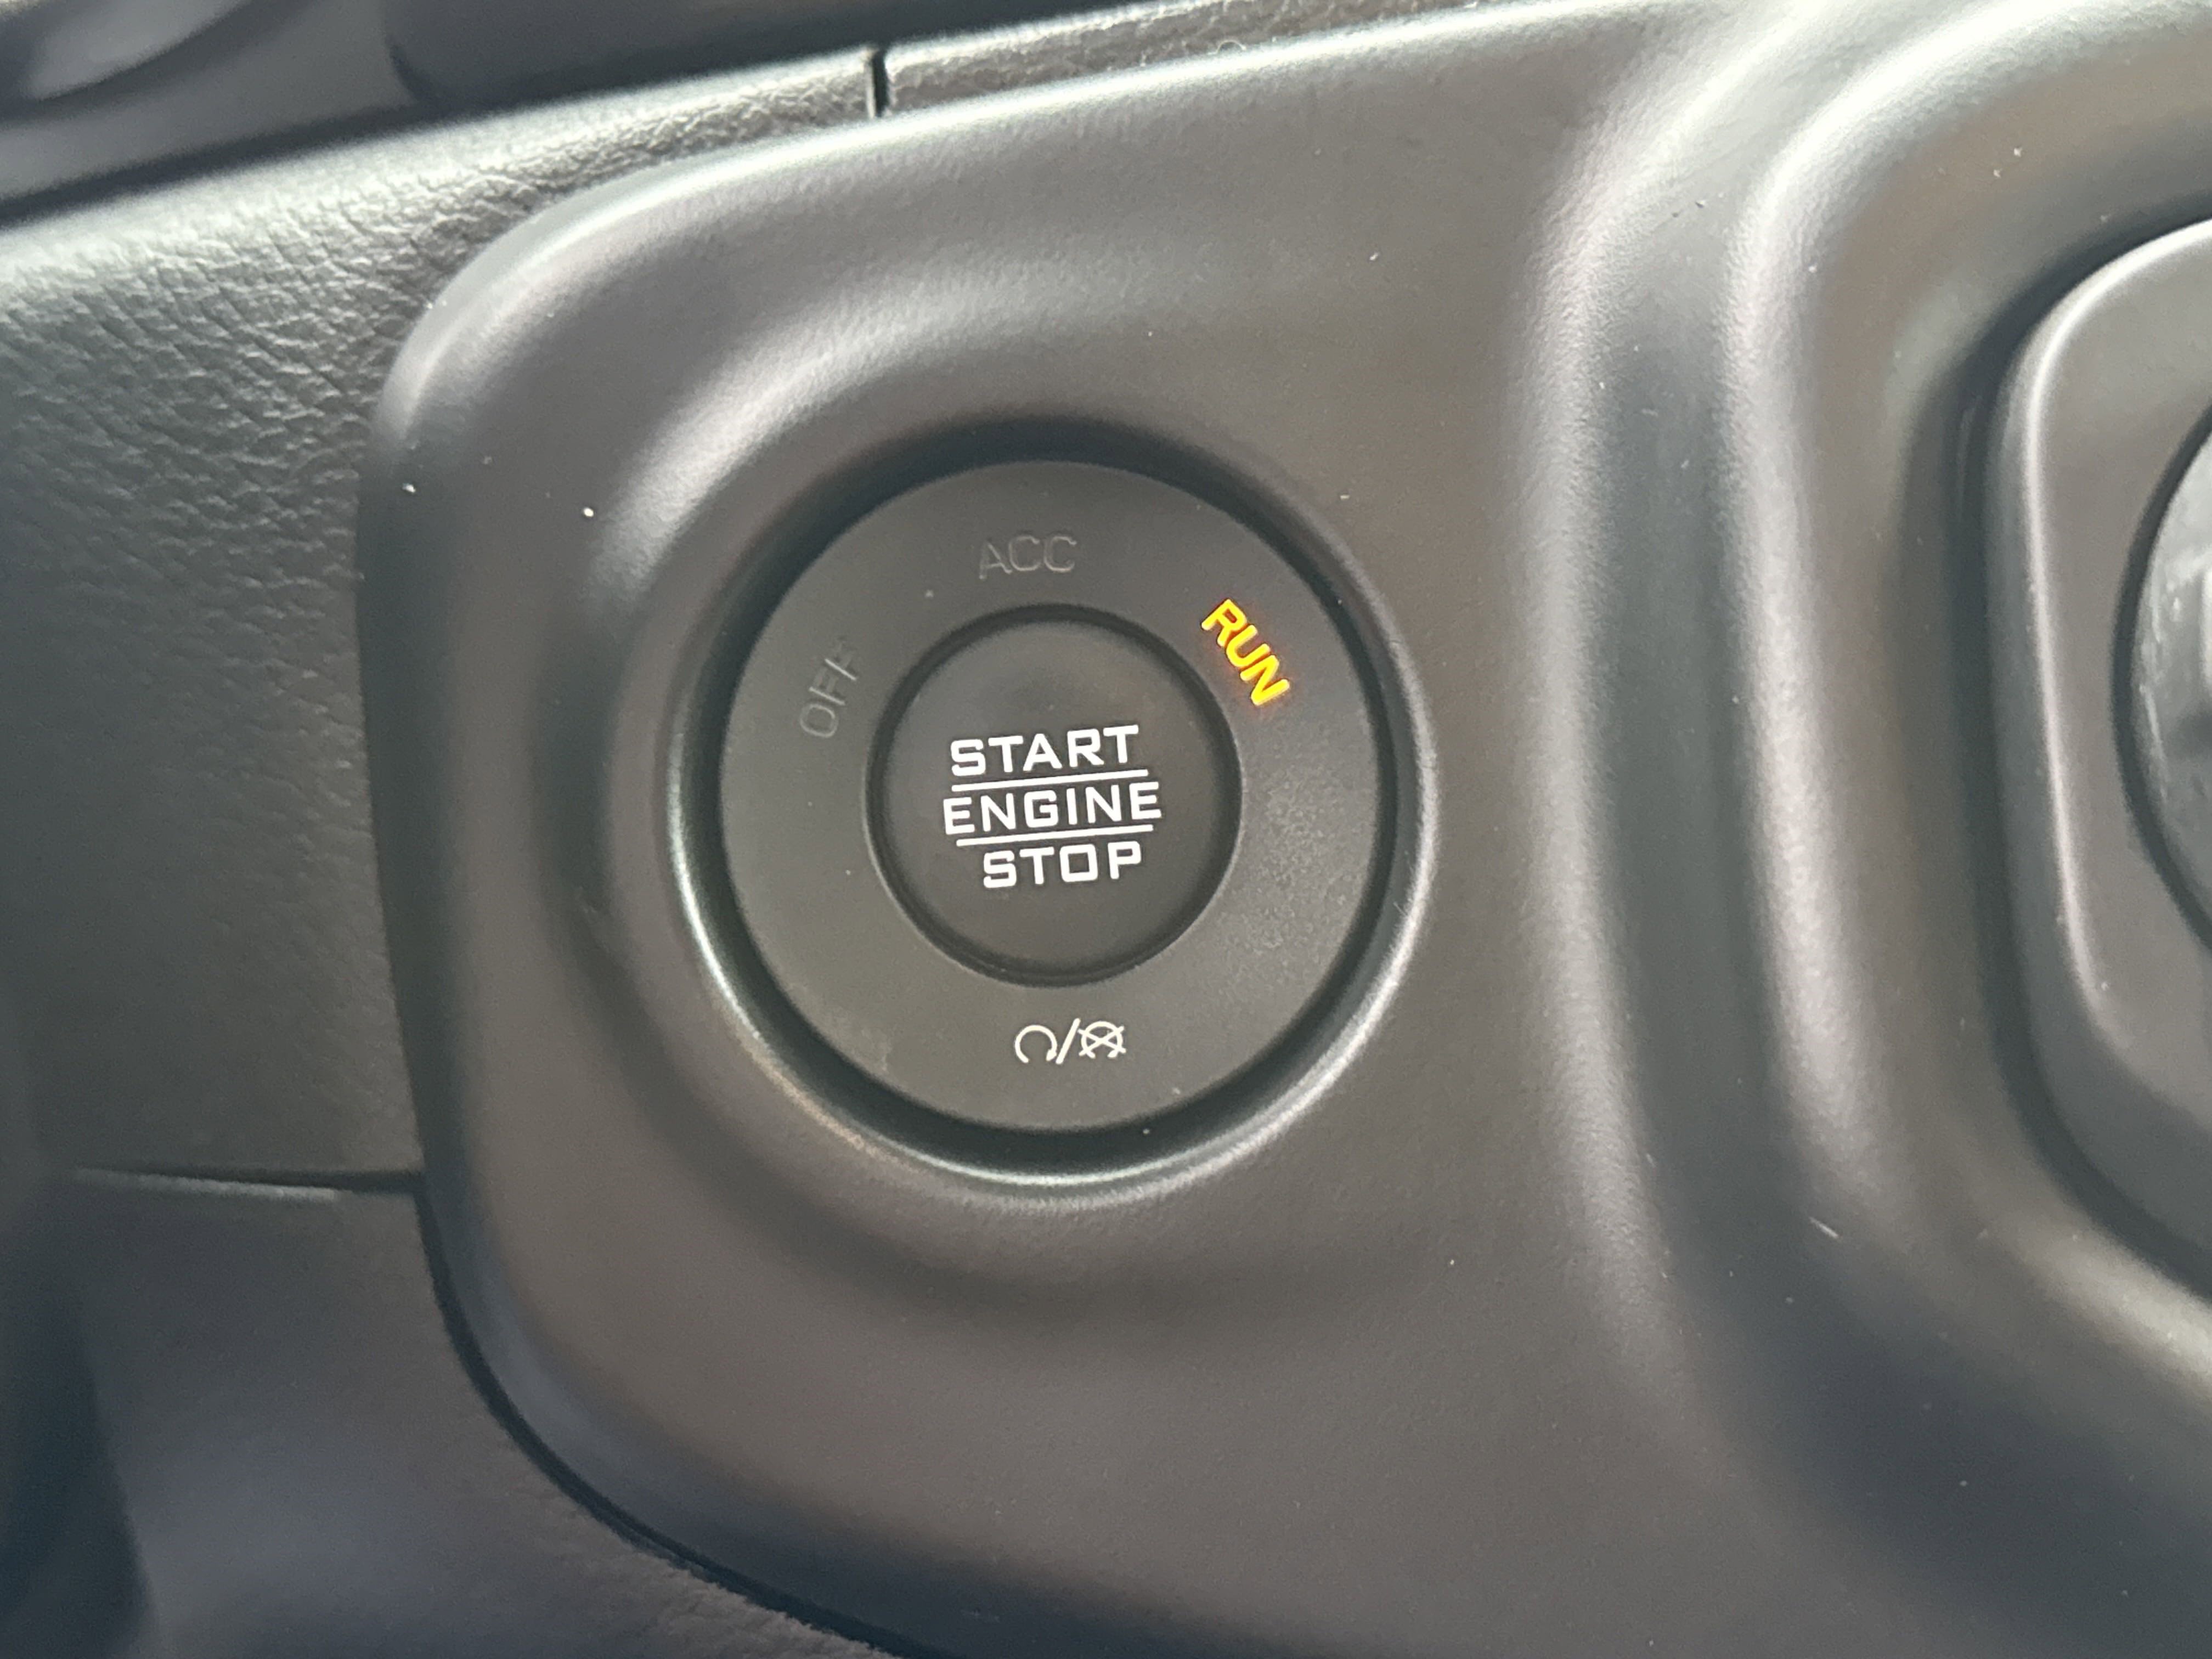 ACC
RUN
OFF
START
ENGINE
STOP